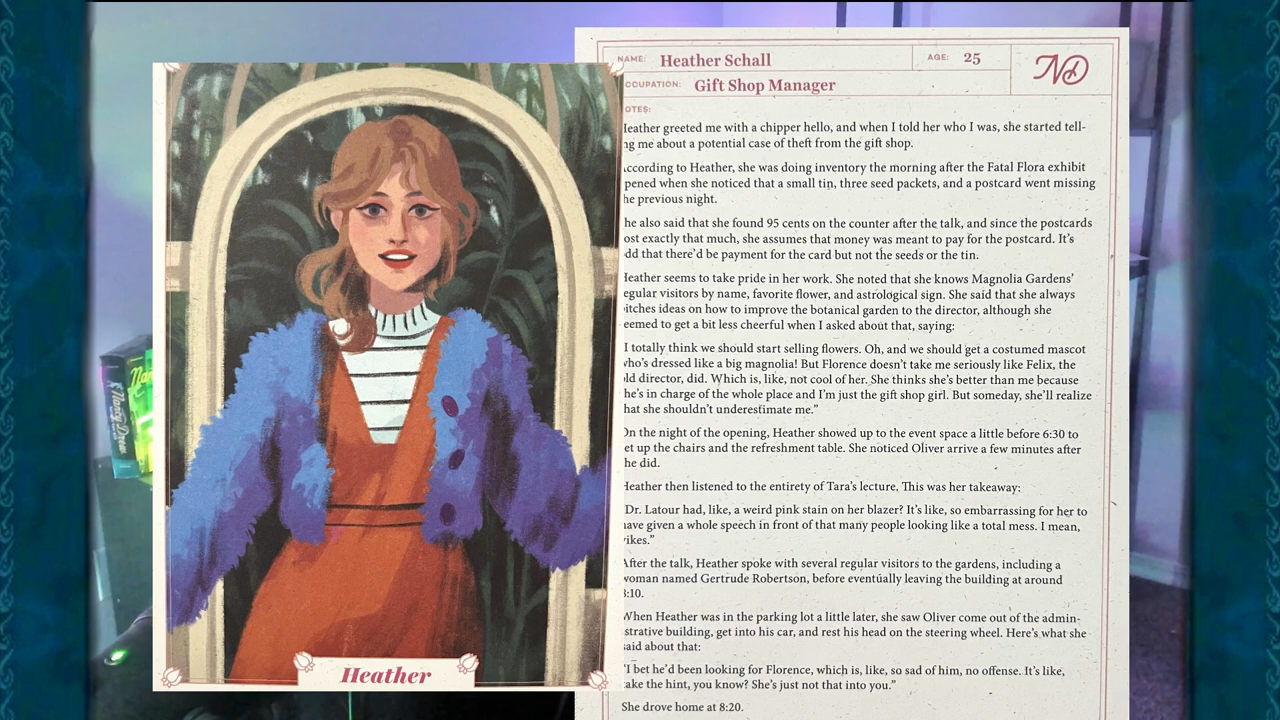 Heather
Nancy Drew
NAME: Heather Schall
AGE: 25
ND
CCUPATION: Gift Shop Manager
OTES:
Heather greeted me with a chipper hello, and when I told her who I was, she started tell-
ng me about a potential case of theft from the gift shop.
ccording to Heather, she was doing inventory the morning after the Fatal Flora exhibit
pened when she noticed that a small tin, three seed packets, and a postcard went missing
he previous night.
he also said that she found 95 cents on the counter after the talk, and since the postcards
ost exactly that much, she assumes that money was meant to pay for the postcard. It's
dd that there'd be payment for the card but not the seeds or the tin.
Heather seems to take pride in her work. She noted that she knows Magnolia Gardens'
egular visitors by name, favorite flower, and astrological sign. She said that she always
itches ideas on how to improve the botanical garden to the director, although she
eemed to get a bit less cheerful when I asked about that, saying:
I totally think we should start selling flowers. Oh, and we should get a costumed mascot
who's dressed like a big magnolia! But Florence doesn't take me seriously like Felix, the
ld director, did. Which is, like, not cool of her. She thinks she's better than me because
he's in charge of the whole place and I'm just the gift shop girl. But someday, she'll realize
hat she shouldn't underestimate me."
On the night of the opening, Heather showed up to the event space a little before 6:30 to
et up the chairs and the refreshment table. She noticed Oliver arrive a few minutes after
he did.
Heather then listened to the entirety of Tara's lecture. This was her takeaway:
Dr. Latour had, like, a weird pink stain on her blazer? It's like, so embarrassing for her to
ave given a whole speech in front of that many people looking like a total mess. I mean,
ikes."
After the talk, Heather spoke with several regular visitors to the gardens, including a
woman named Gertrude Robertson, before eventually leaving the building at around
8:10.
When Heather was in the parking lot a little later, she saw Oliver come out of the admin-
strative building, get into his car, and rest his head on the steering wheel. Here's what she
said about that:
"I bet he'd been looking for Florence, which is, like, so sad of him, no offense. It's like,
ake the hint, you know? She's just not that into you."
She drove home at 8:20.